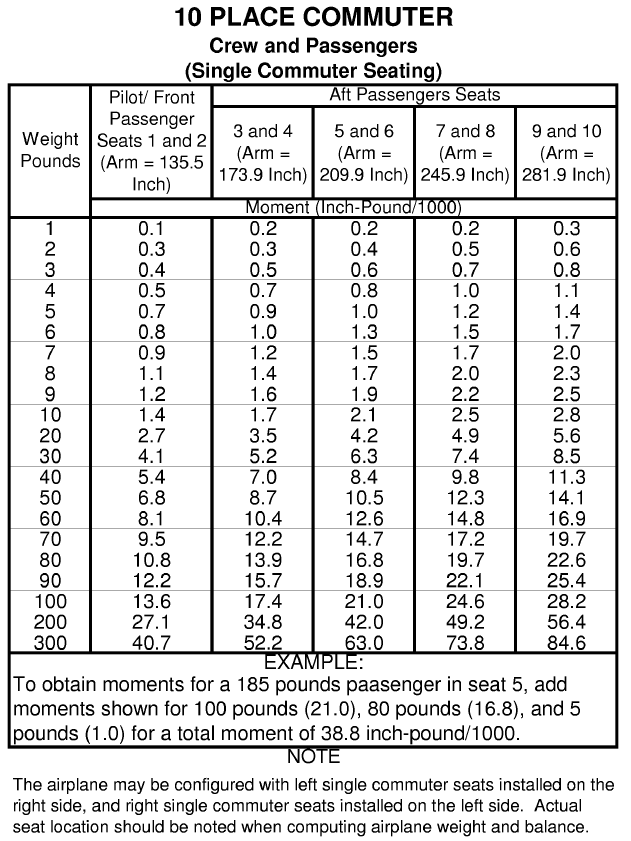 10 PLACE COMMUTER
Crew and Passengers
(Single Commuter Seating)
Weight Pounds | Pilot/ Front Passenger Seats 1 and 2 (Arm = 135.5 Inch) | Aft Passengers Seats
3 and 4 (Arm = 173.9 Inch) | 5 and 6 (Arm = 209.9 Inch) | 7 and 8 (Arm = 245.9 Inch) | 9 and 10 (Arm = 281.9 Inch)
Moment (Inch-Pound/1000)
1 0.1 0.2 0.2 0.2 0.3
2 0.3 0.3 0.4 0.5 0.6
3 0.4 0.5 0.6 0.7 0.8
4 0.5 0.7 0.8 1.0 1.1
5 0.7 0.9 1.0 1.2 1.4
6 0.8 1.0 1.3 1.5 1.7
7 0.9 1.2 1.5 1.7 2.0
8 1.1 1.4 1.7 2.0 2.3
9 1.2 1.6 1.9 2.2 2.5
10 1.4 1.7 2.1 2.5 2.8
20 2.7 3.5 4.2 4.9 5.6
30 4.1 5.2 6.3 7.4 8.5
40 5.4 7.0 8.4 9.8 11.3
50 6.8 8.7 10.5 12.3 14.1
60 8.1 10.4 12.6 14.8 16.9
70 9.5 12.2 14.7 17.2 19.7
80 10.8 13.9 16.8 19.7 22.6
90 12.2 15.7 18.9 22.1 25.4
100 13.6 17.4 21.0 24.6 28.2
200 27.1 34.8 42.0 49.2 56.4
300 40.7 52.2 63.0 73.8 84.6
EXAMPLE:
To obtain moments for a 185 pounds paasenger in seat 5, add
moments shown for 100 pounds (21.0), 80 pounds (16.8), and 5
pounds (1.0) for a total moment of 38.8 inch-pound/1000.
NOTE
The airplane may be configured with left single commuter seats installed on the
right side, and right single commuter seats installed on the left side. Actual
seat location should be noted when computing airplane weight and balance.